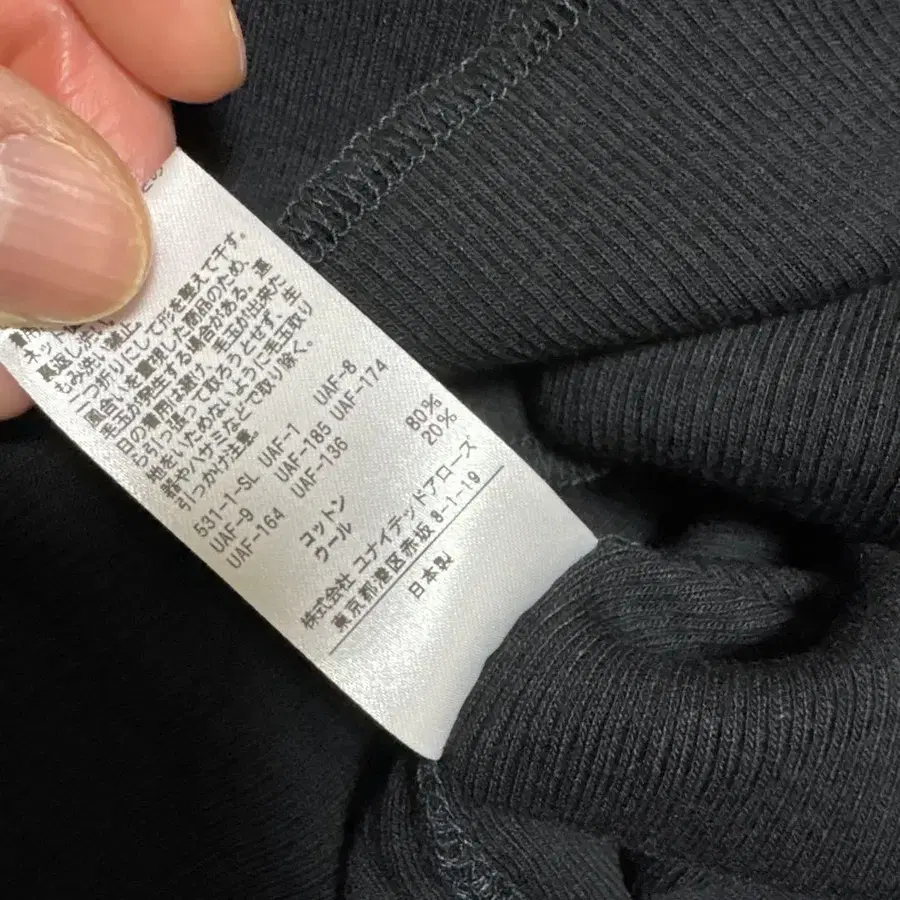 ネット
裏返し
もみ洗い
二つ折りにして形を整えて干す。
風合いを重視した商品のため、
毛玉が発生する場合がある。連
日の着用は避け、毛玉が出来た
ら引っ張って取ろうとせず、生
地をいためないように毛玉取り
器やハサミなどで取り除く。
引っかけ注意
531-1-SL UAF-1 UAF-8
UAF-9 UAF-185 UAF-174
UAF-164 UAF-136
コットン 80%
ウール 20%
株式会社 ユナイテッドアローズ
東京都港区赤坂8-1-19
日本製